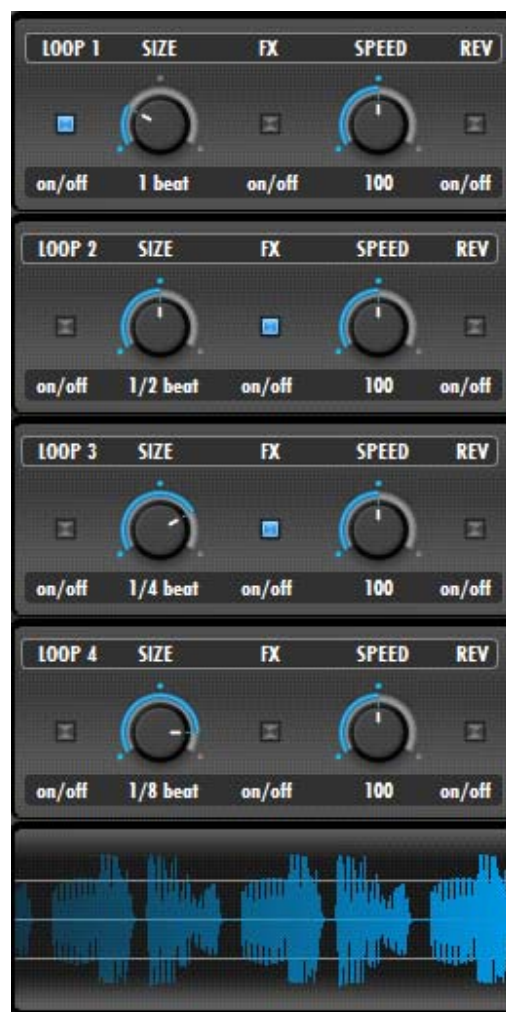 LOOP 1 SIZE FX SPEED REV
on/off 1 beat on/off 100 on/off
LOOP 2 SIZE FX SPEED REV
on/off 1/2 beat on/off 100 on/off
LOOP 3 SIZE FX SPEED REV
on/off 1/4 beat on/off 100 on/off
LOOP 4 SIZE FX SPEED REV
on/off 1/8 beat on/off 100 on/off